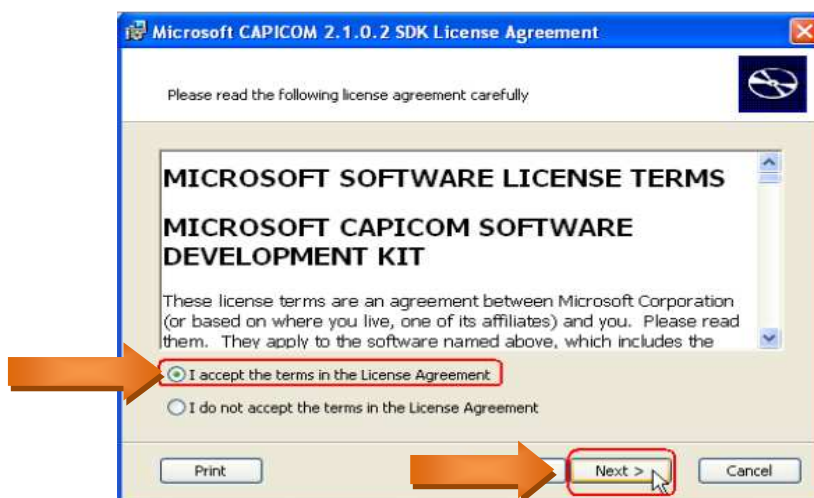 Microsoft CAPICOM 2.1.0.2 SDK License Agreement
Please read the following license agreement carefully
MICROSOFT SOFTWARE LICENSE TERMS
MICROSOFT CAPICOM SOFTWARE
DEVELOPMENT KIT
These license terms are an agreement between Microsoft Corporation
(or based on where you live, one of its affiliates) and you. Please read
them. They apply to the software named above, which includes the
I accept the terms in the License Agreement
I do not accept the terms in the License Agreement
Print
Next >
Cancel